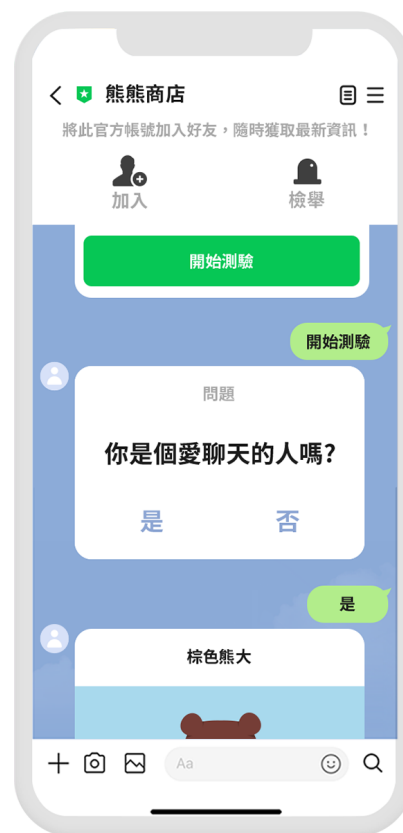 熊熊商店
將此官方帳號加入好友，隨時獲取最新資訊！
加入
檢舉
開始測驗
開始測驗
問題
你是個愛聊天的人嗎?
是
否
是
棕色熊大
Aa